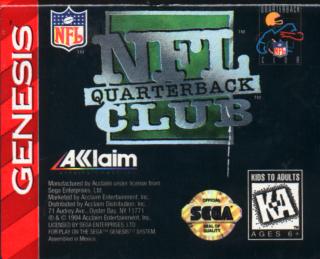 GENESIS
NFL
NFL
QUARTERBACK
CLUB
QUARTERBACK
NFL
CLUB
AKklaim
Manufactured by Acclaim under license from
Sega Enterprises, Ltd.
Marketed by Acclaim Entertainment, Inc.
Distributed by Acclaim Distribution, Inc.
71 Audrey Ave., Oyster Bay, NY 11771
® & © 1994 Acclaim Entertainment, Inc.
LICENSED BY SEGA ENTERPRISES, LTD.
FOR PLAY ON THE SEGA™ GENESIS™ SYSTEM.
Assembled in Mexico.
OFFICIAL
SEGA
SEAL OF
QUALITY
KIDS TO ADULTS
K-A
AGES 6+